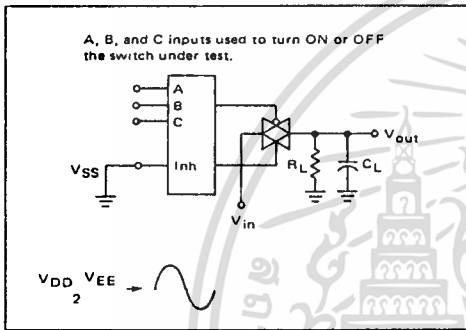 A, B, and C inputs used to turn ON or OFF
the switch under test.
A
B
C
VSS
Inh
Vin
RL
CL
Vout
VDD VEE
2